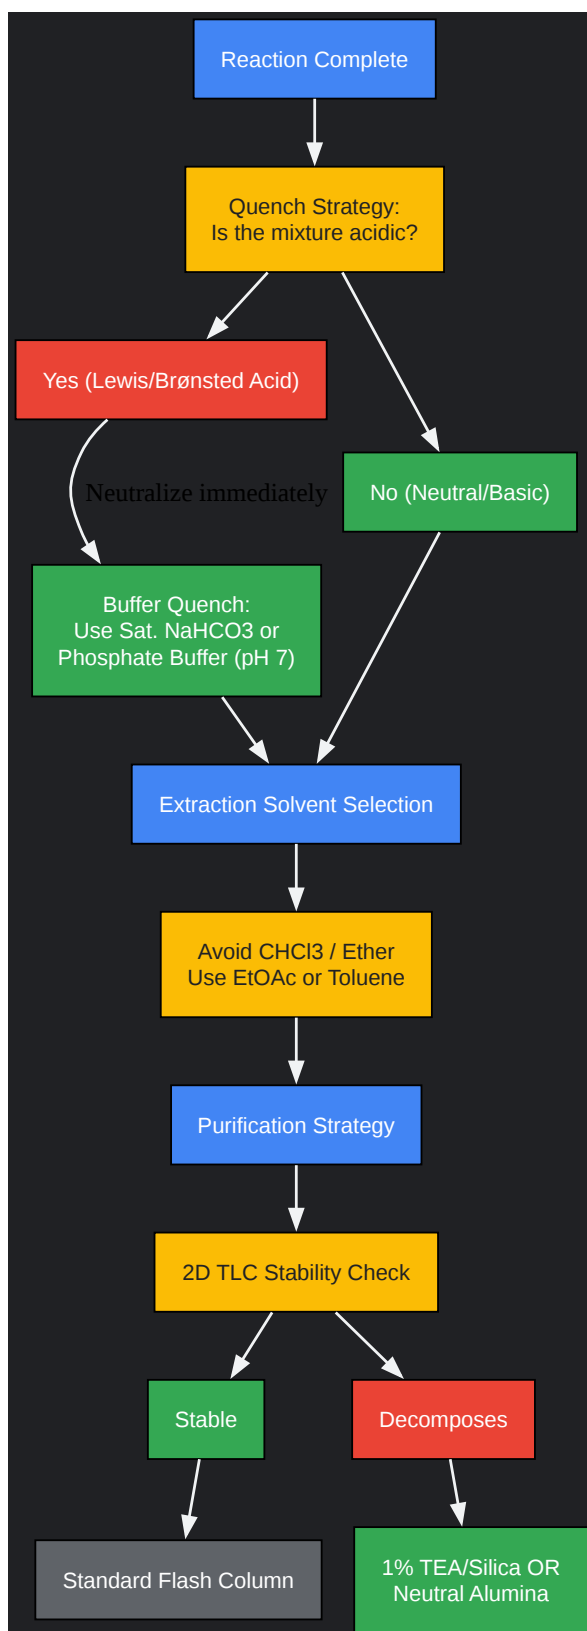 Reaction Complete
Quench Strategy:
Is the mixture acidic?
Yes (Lewis/Brønsted Acid)
Neutralize immediately
No (Neutral/Basic)
Buffer Quench:
Use Sat. NaHCO3 or
Phosphate Buffer (pH 7)
Extraction Solvent Selection
Avoid CHCl3 / Ether
Use EtOAc or Toluene
Purification Strategy
2D TLC Stability Check
Stable
Decomposes
Standard Flash Column
1% TEA/Silica OR
Neutral Alumina